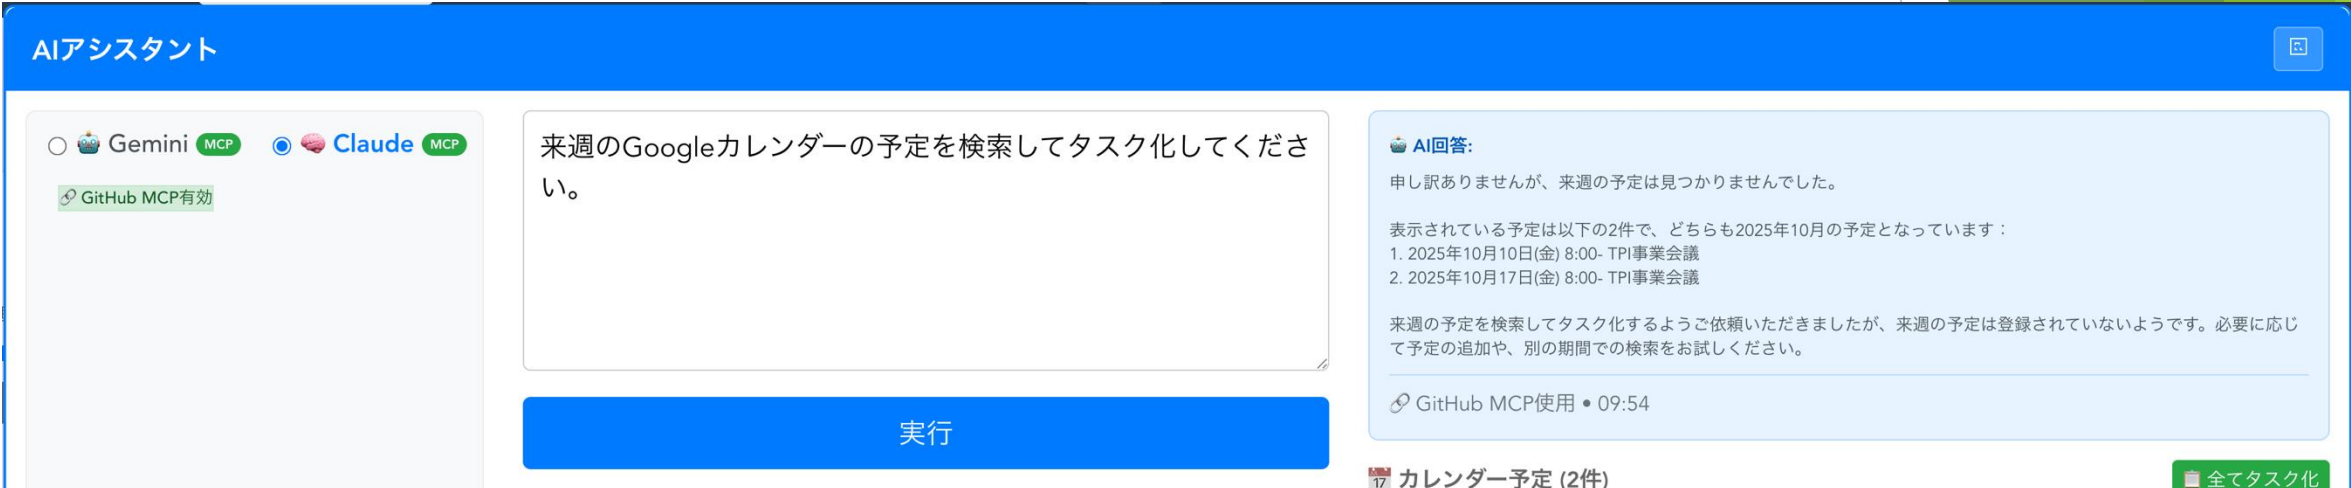 AIアシスタント
Gemini MCP Claude MCP
GitHub MCP有効
来週のGoogleカレンダーの予定を検索してタスク化してくださ
い。
実行
AI回答:
申し訳ありませんが、来週の予定は見つかりませんでした。
表示されている予定は以下の2件で、どちらも2025年10月の予定となっています：
1. 2025年10月10日(金) 8:00- TPI事業会議
2. 2025年10月17日(金) 8:00- TPI事業会議
来週の予定を検索してタスク化するようご依頼いただきましたが、来週の予定は登録されていないようです。必要に応じ
て予定の追加や、別の期間での検索をお試しください。
GitHub MCP使用 • 09:54
17 カレンダー予定 (2件)
全てタスク化